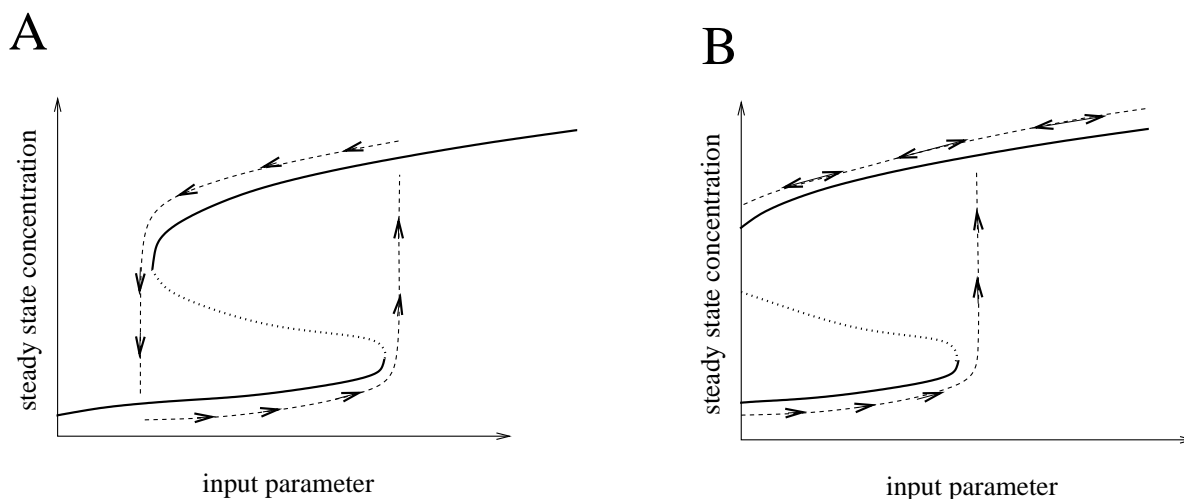 A
B
steady state concentration
steady state concentration
input parameter
input parameter